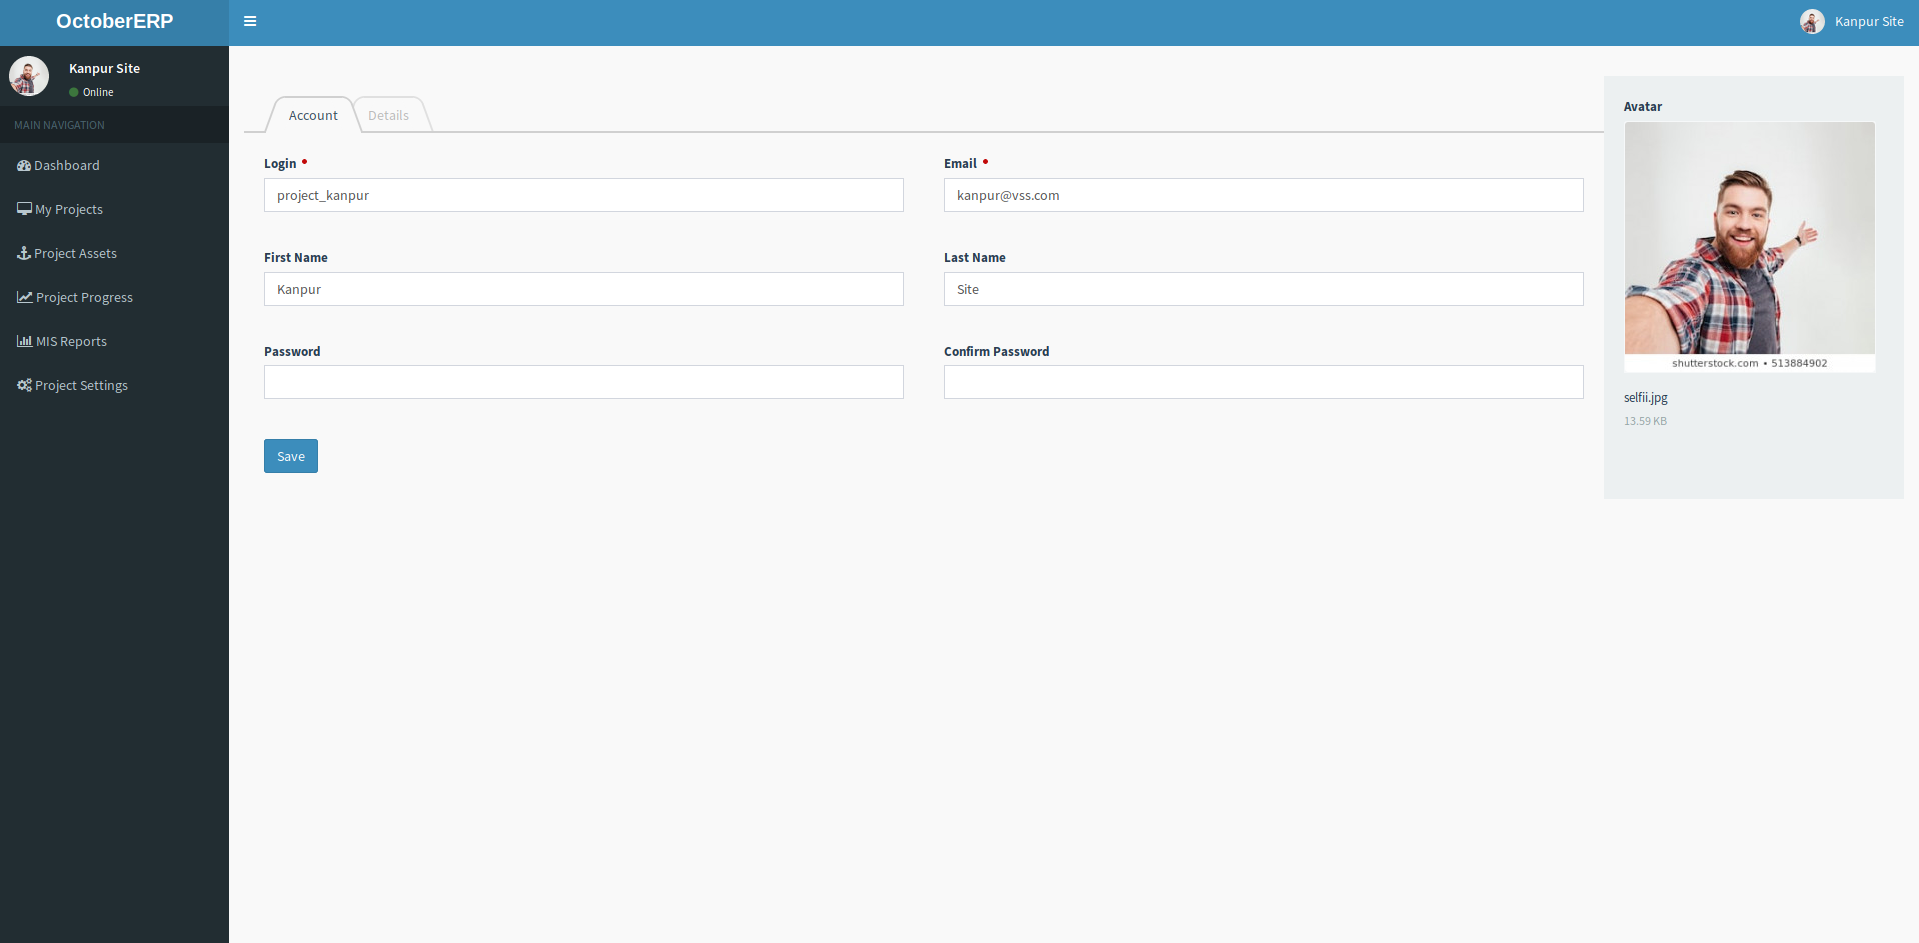 OctoberERP
Kanpur Site
Kanpur Site
Online
MAIN NAVIGATION
Dashboard
My Projects
Project Assets
Project Progress
MIS Reports
Project Settings
Account
Details
Login •
project_kanpur
Email •
kanpur@vss.com
First Name
Kanpur
Last Name
Site
Password
Confirm Password
Save
Avatar
shutterstock.com • 513884902
selfii.jpg
13.59 KB